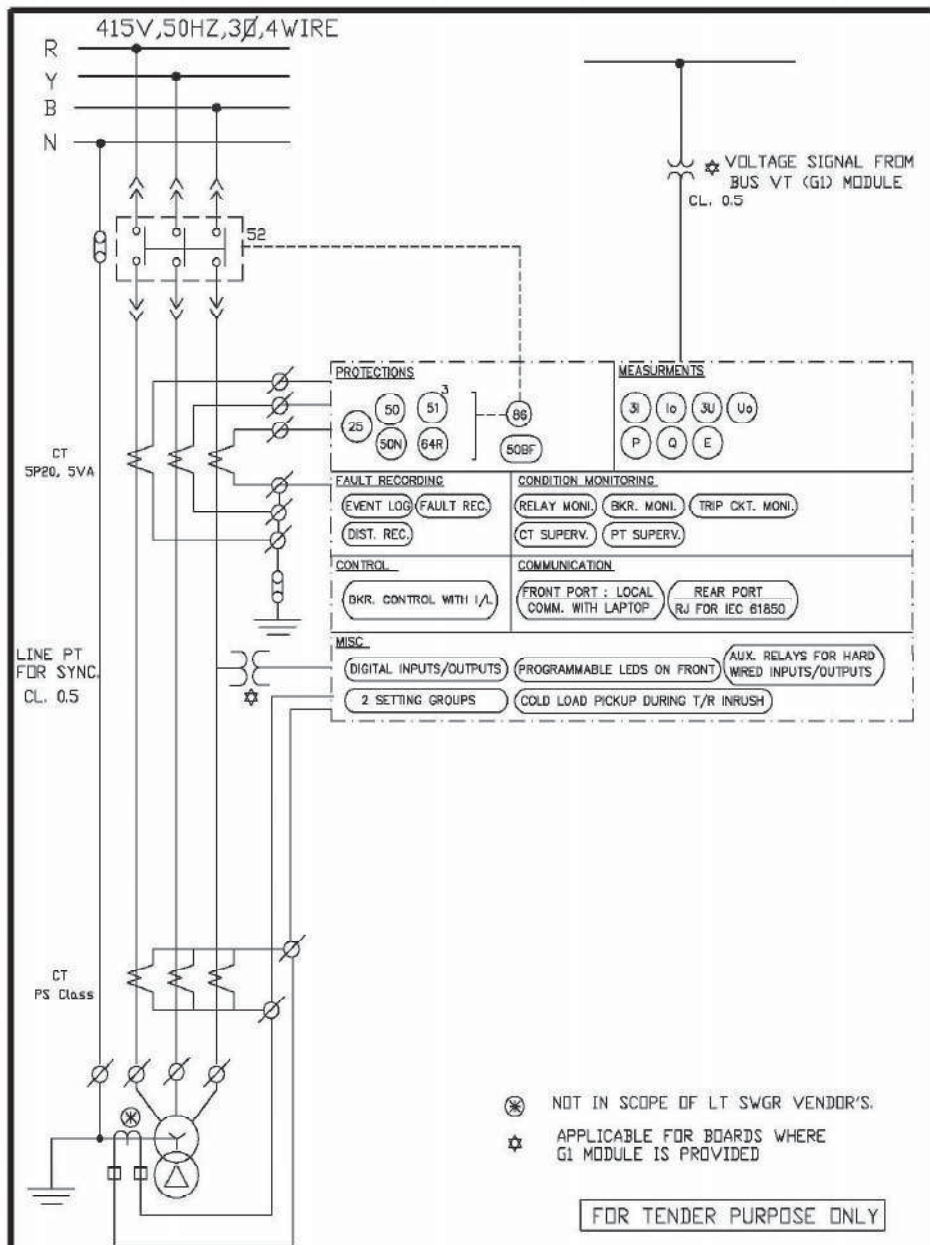 415V,50HZ,3Ø,4WIRE
R
Y
B
N
VOLTAGE SIGNAL FROM
BUS VT (G1) MODULE
CL. 0.5
52
PROTECTIONS
25
50
51
3
50N
64R
86
50BF
MEASURMENTS
3I
Io
3U
Uo
P
Q
E
CT
5P20, 5VA
FAULT RECORDING
EVENT LOG
FAULT REC.
DIST. REC.
CONDITION MONITORING
RELAY MONI.
BKR. MONI.
TRIP CKT. MONI.
CT SUPERV.
PT SUPERV.
CONTROL
BKR. CONTROL WITH I/L
COMMUNICATION
FRONT PORT : LOCAL
COMM. WITH LAPTOP
REAR PORT
RJ FOR IEC 61850
LINE PT
FOR SYNC.
CL. 0.5
MISC
DIGITAL INPUTS/OUTPUTS
PROGRAMMABLE LEDS ON FRONT
AUX. RELAYS FOR HARD
WIRED INPUTS/OUTPUTS
2 SETTING GROUPS
COLD LOAD PICKUP DURING T/R INRUSH
CT
PS Class
NOT IN SCOPE OF LT SWGR VENDOR'S.
APPLICABLE FOR BOARDS WHERE
G1 MODULE IS PROVIDED
FOR TENDER PURPOSE ONLY